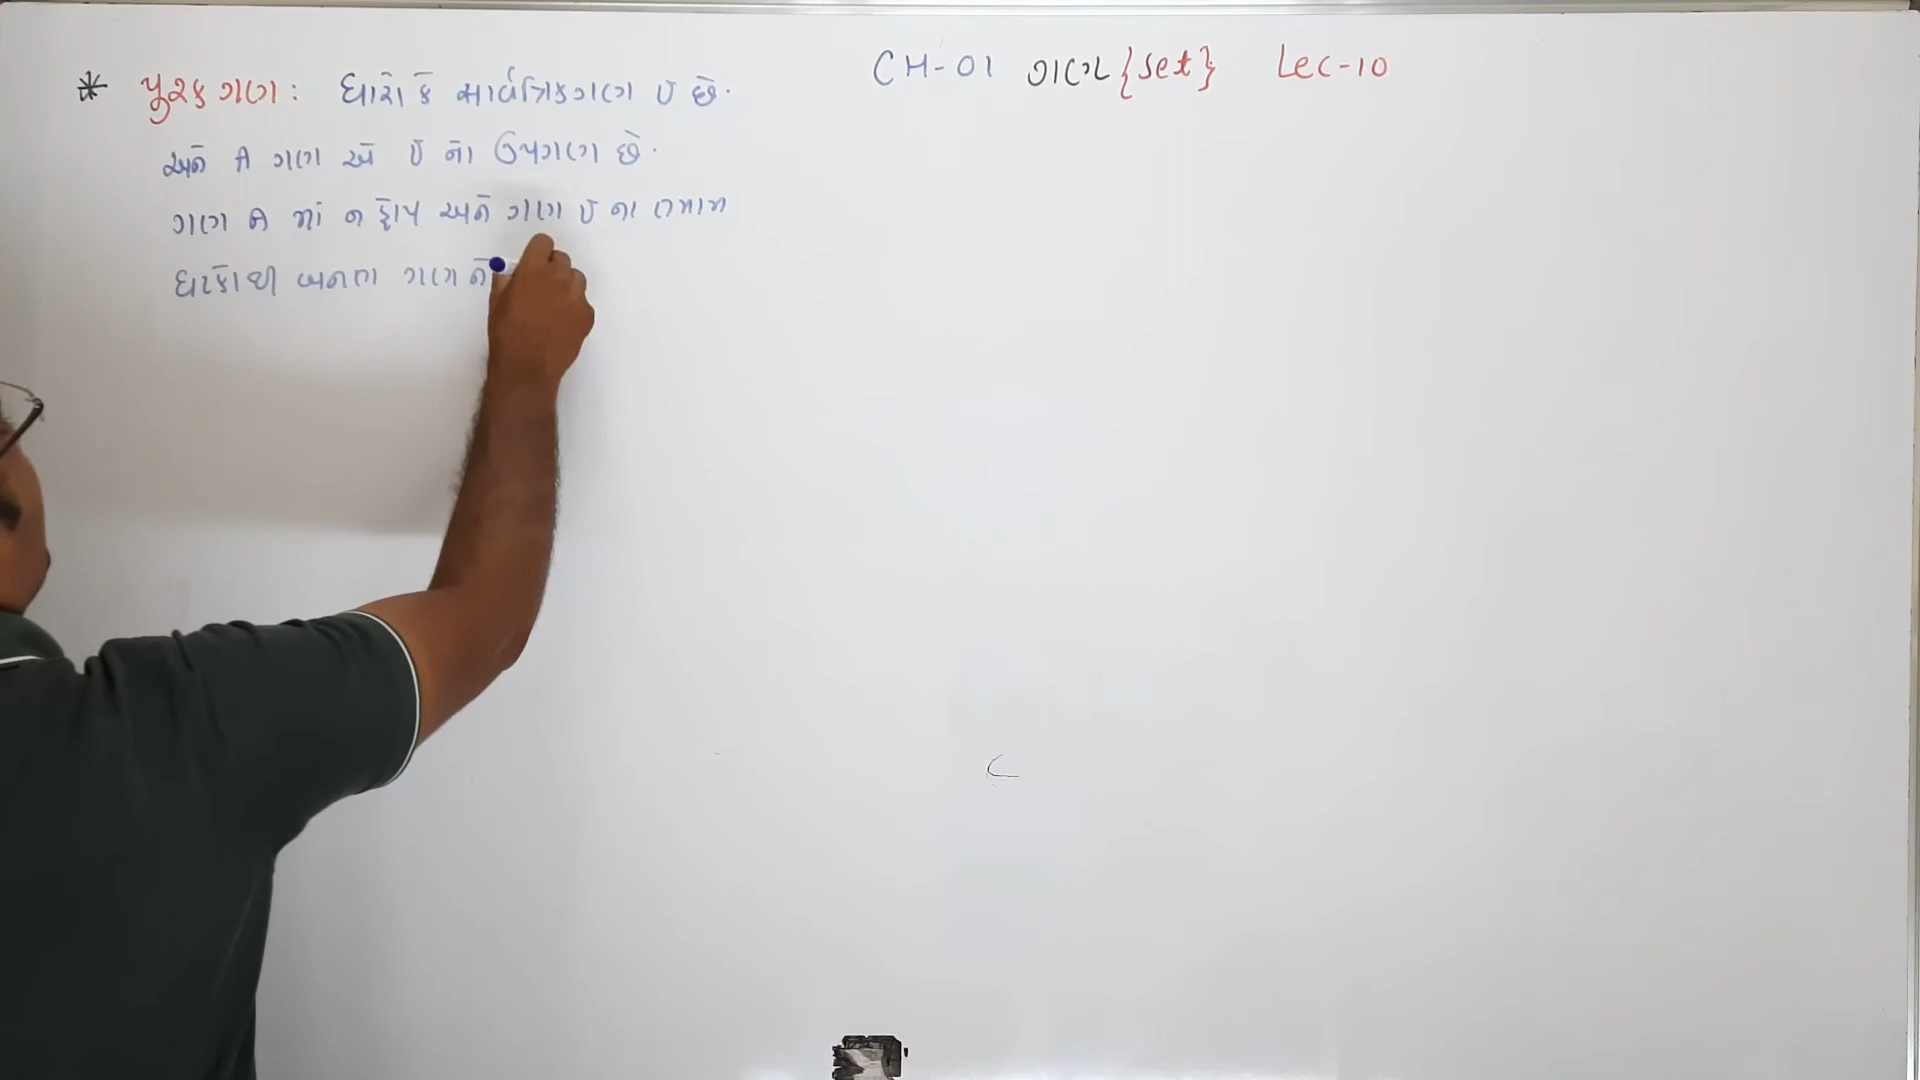 CH-01 ગણ {Set} Lec-10
* પુરક ગણ : ધારો કે સાર્વત્રિક ગણ U છે.
અને A ગણ એ U નો ઉપગણ છે.
ગણ A માં ન હોય અને ગણ U ના તમામ
ઘટકોથી બનતા ગણ ને